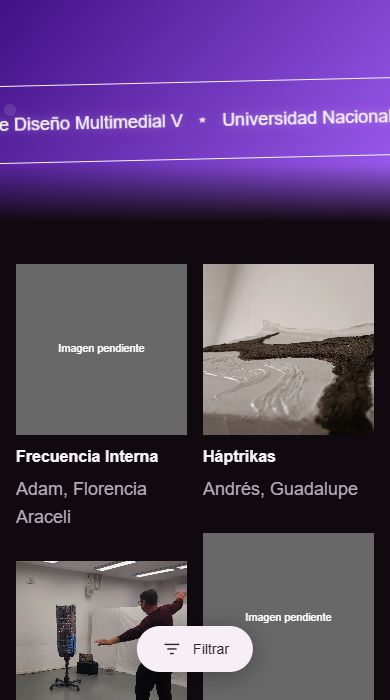 e Diseño Multimedial V * Universidad Nacional
Imagen pendiente
Frecuencia Interna
Adam, Florencia
Araceli
Háptrikas
Andrés, Guadalupe
Imagen pendiente
Filtrar